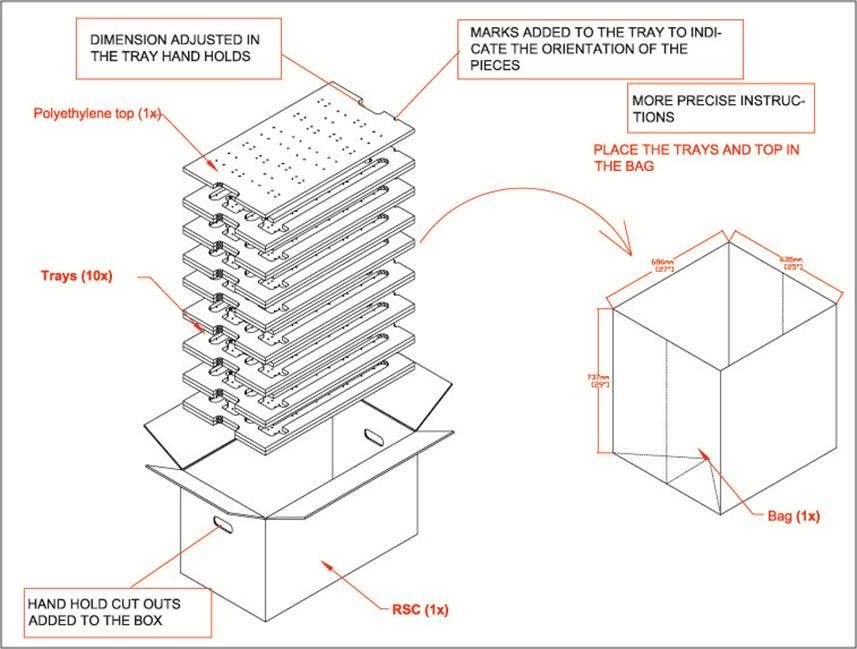 DIMENSION ADJUSTED IN
THE TRAY HAND HOLDS
MARKS ADDED TO THE TRAY TO INDI-
CATE THE ORIENTATION OF THE
PIECES
MORE PRECISE INSTRUC-
TIONS
Polyethylene top (1x)
PLACE THE TRAYS AND TOP IN
THE BAG
686mm
[27"]
635mm
[25"]
Trays (10x)
737mm
[29"]
Bag (1x)
HAND HOLD CUT OUTS
ADDED TO THE BOX
RSC (1x)